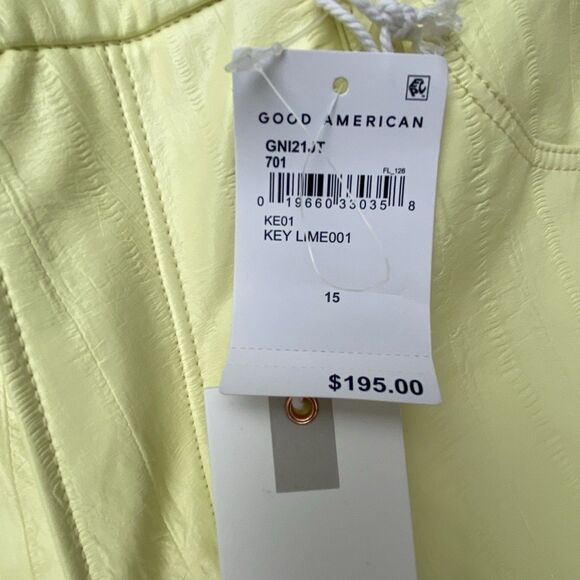 GOOD AMERICAN
GNI21JT
701
FL_126
0 19660 33035 8
KE01
KEY LIME001
15
$195.00